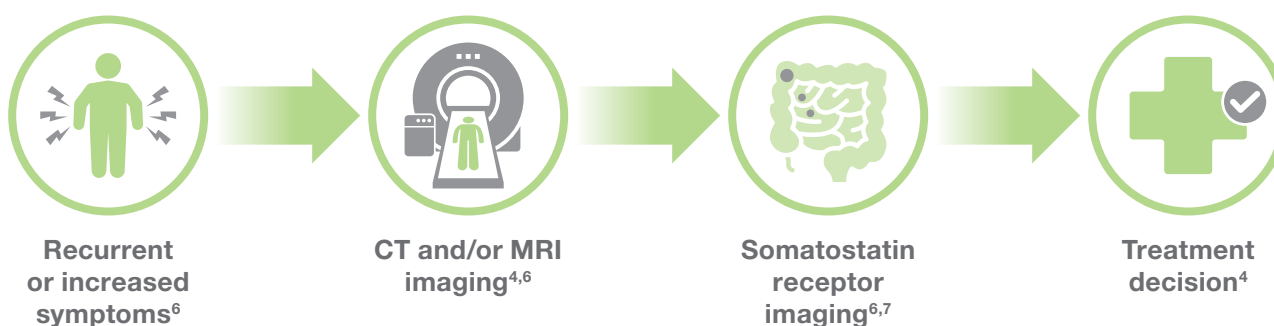 Recurrent
or increased
symptoms⁶
CT and/or MRI
imaging⁴,⁶
Somatostatin
receptor
imaging⁶,⁷
Treatment
decision⁴